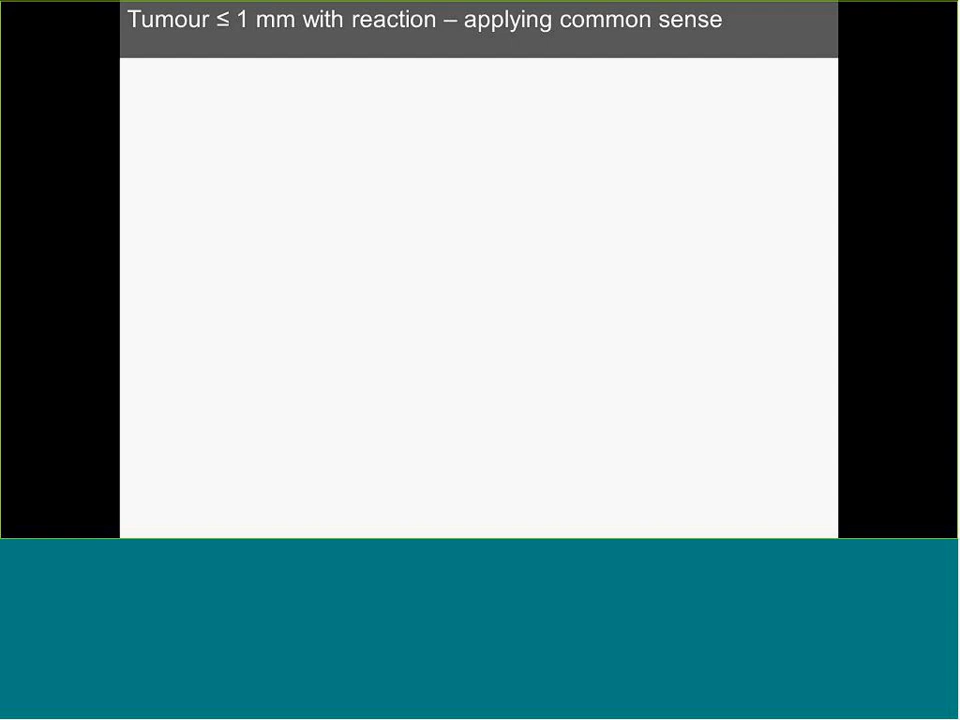 Tumour ≤ 1 mm with reaction – applying common sense